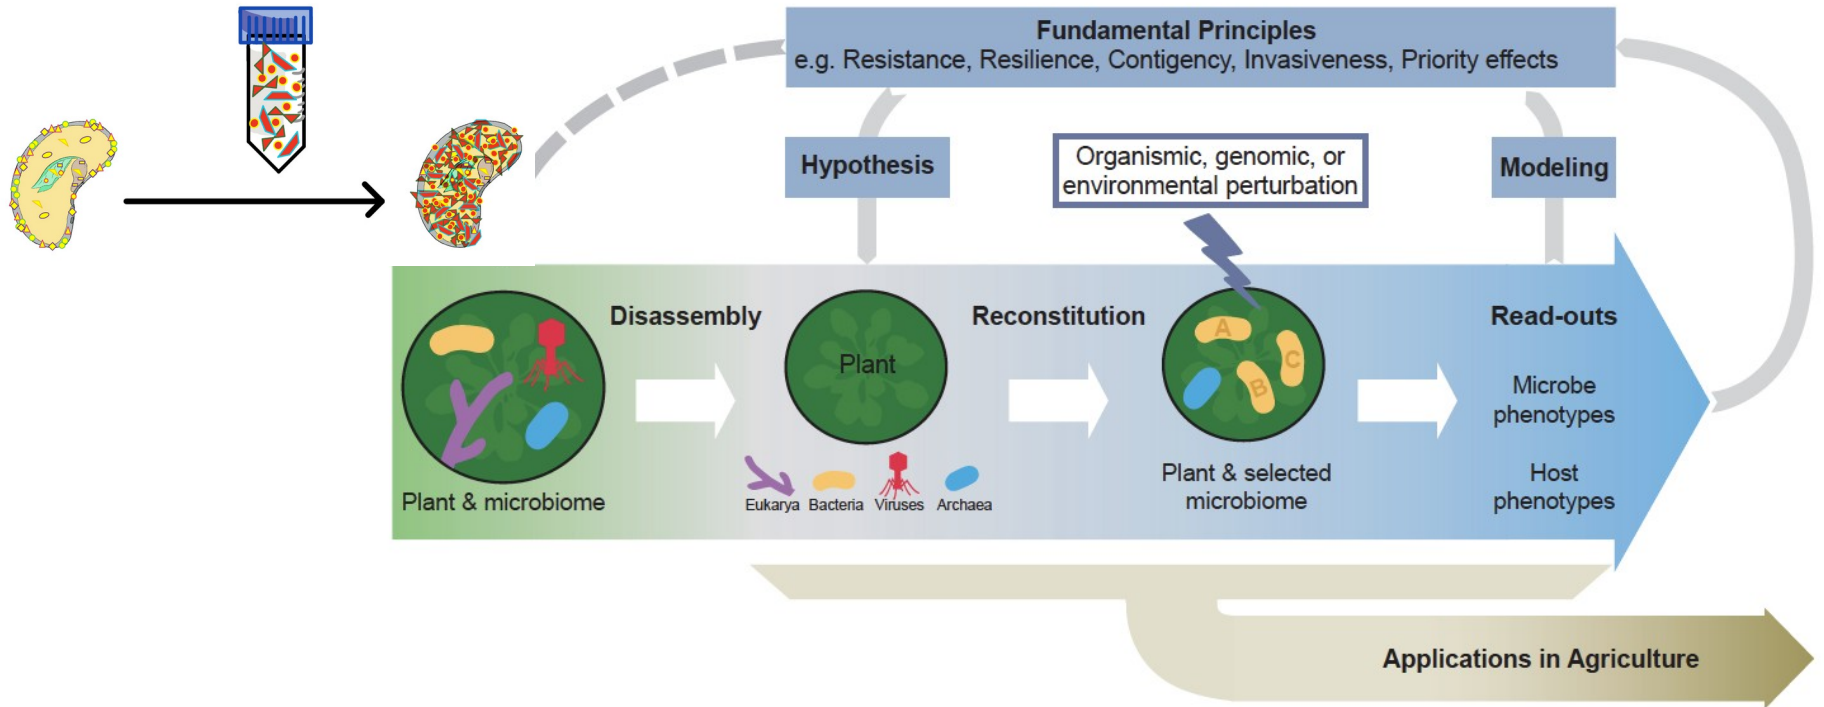 Fundamental Principles
e.g. Resistance, Resilience, Contigency, Invasiveness, Priority effects
Hypothesis
Organismic, genomic, or
environmental perturbation
Modeling
Disassembly
Reconstitution
Read-outs
Plant
A
B
C
Microbe
phenotypes
Host
phenotypes
Plant & microbiome
Eukarya
Bacteria
Viruses
Archaea
Plant & selected
microbiome
Applications in Agriculture